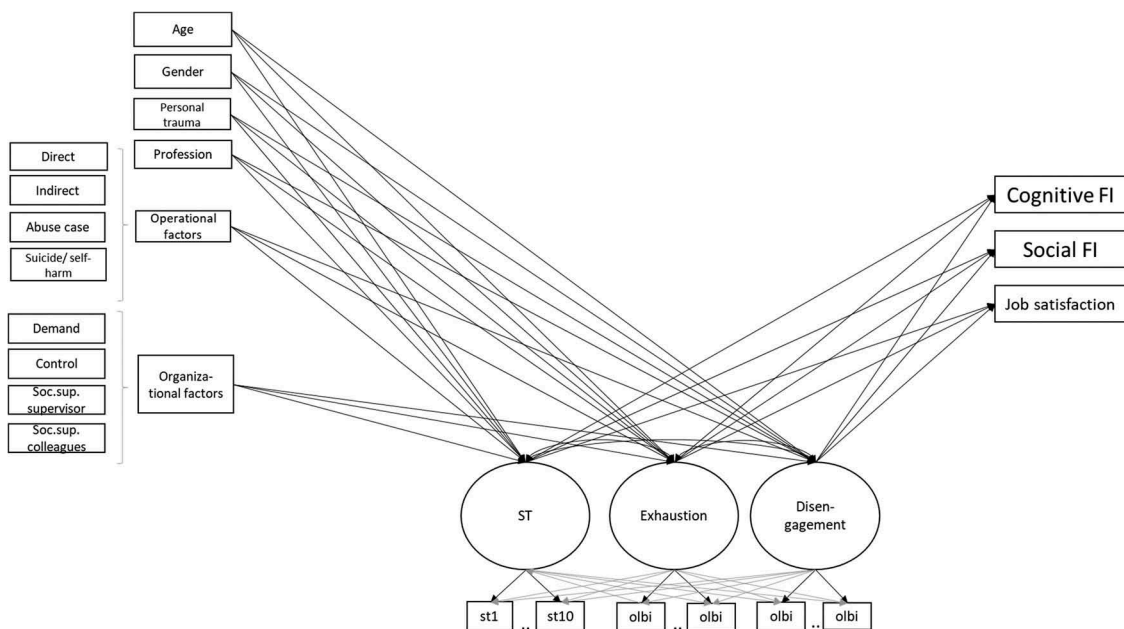 Age
Gender
Personal
trauma
Profession
Operational
factors
Direct
Indirect
Abuse case
Suicide/ self-
harm
Demand
Control
Soc.sup.
supervisor
Soc.sup.
colleagues
Organiza-
tional factors
Cognitive FI
Social FI
Job satisfaction
ST
Exhaustion
Disen-
gagement
st1
..
st10
olbi
..
olbi
olbi
..
olbi